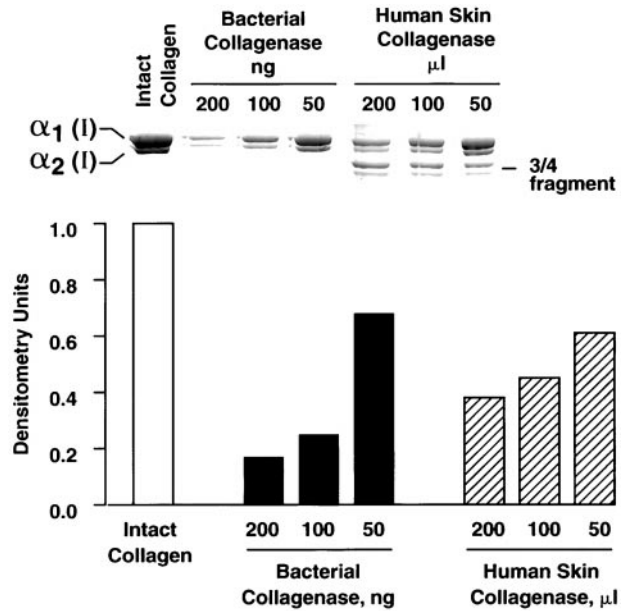 Intact
Collagen
Bacterial
Collagenase
ng
Human Skin
Collagenase
μl
200 100 50 200 100 50
α1 (I)
α2 (I)
3/4
fragment
Densitometry Units
1.0
0.8
0.6
0.4
0.2
0.0
Intact
Collagen
200 100 50 200 100 50
Bacterial
Collagenase, ng
Human Skin
Collagenase, μl